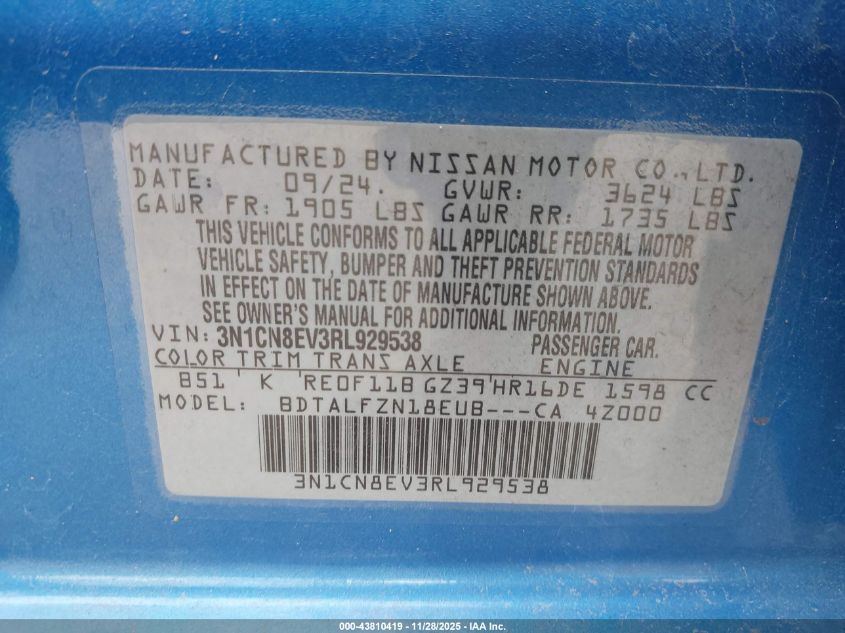 MANUFACTURED BY NISSAN MOTOR CO., LTD.
DATE: 09/24. GVWR: 3624 LBS
GAWR FR: 1905 LBS GAWR RR: 1735 LBS
THIS VEHICLE CONFORMS TO ALL APPLICABLE FEDERAL MOTOR
VEHICLE SAFETY, BUMPER AND THEFT PREVENTION STANDARDS
IN EFFECT ON THE DATE OF MANUFACTURE SHOWN ABOVE.
SEE OWNER'S MANUAL FOR ADDITIONAL INFORMATION.
VIN: 3N1CN8EV3RL929538 PASSENGER CAR.
COLOR TRIM TRANS AXLE ENGINE
B51 K RE0F11B GZ39 HR16DE 1598 CC
MODEL: BDTALFZN18EUB---CA 4Z000
3N1CN8EV3RL929538
000-43810419 - 11/28/2025 - IAA Inc.